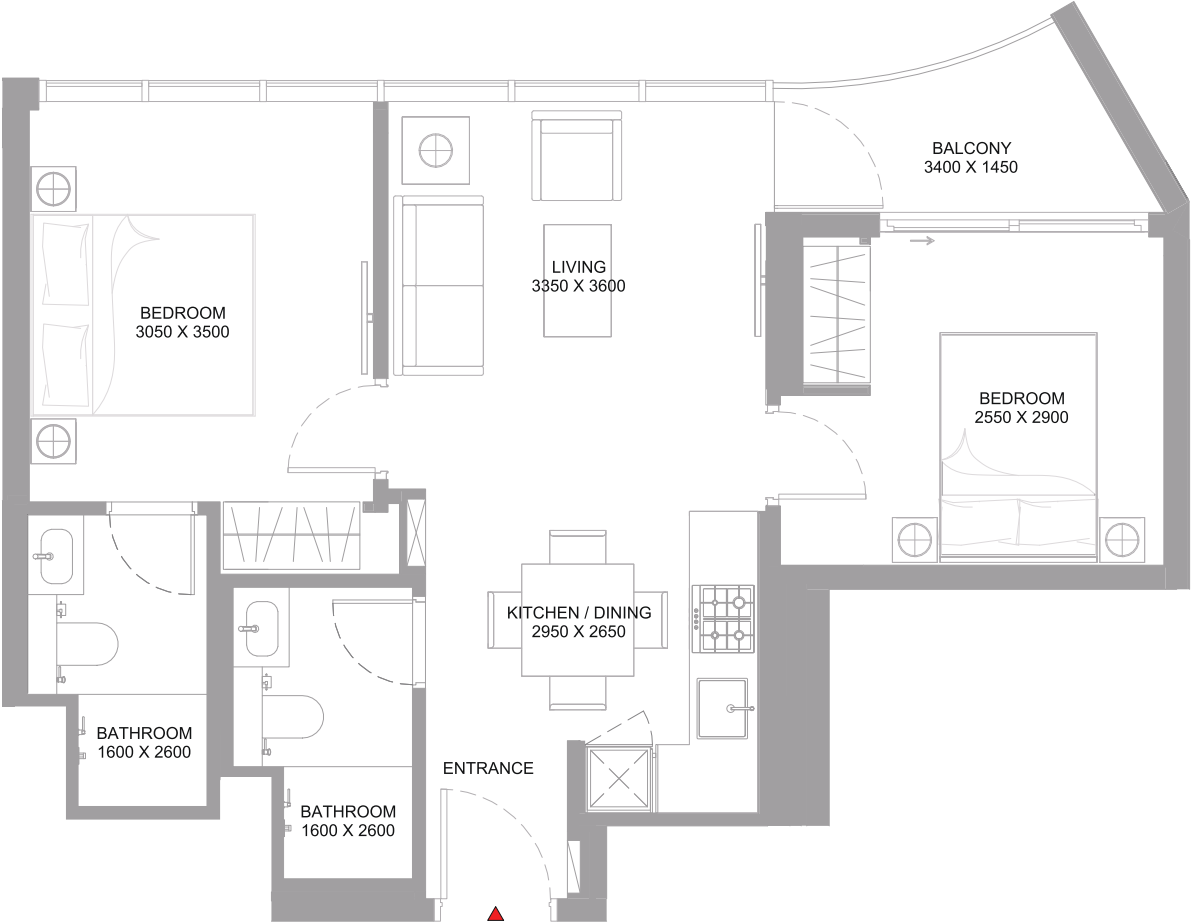 BALCONY
3400 X 1450
LIVING
3350 X 3600
BEDROOM
3050 X 3500
BEDROOM
2550 X 2900
KITCHEN / DINING
2950 X 2650
BATHROOM
1600 X 2600
ENTRANCE
BATHROOM
1600 X 2600